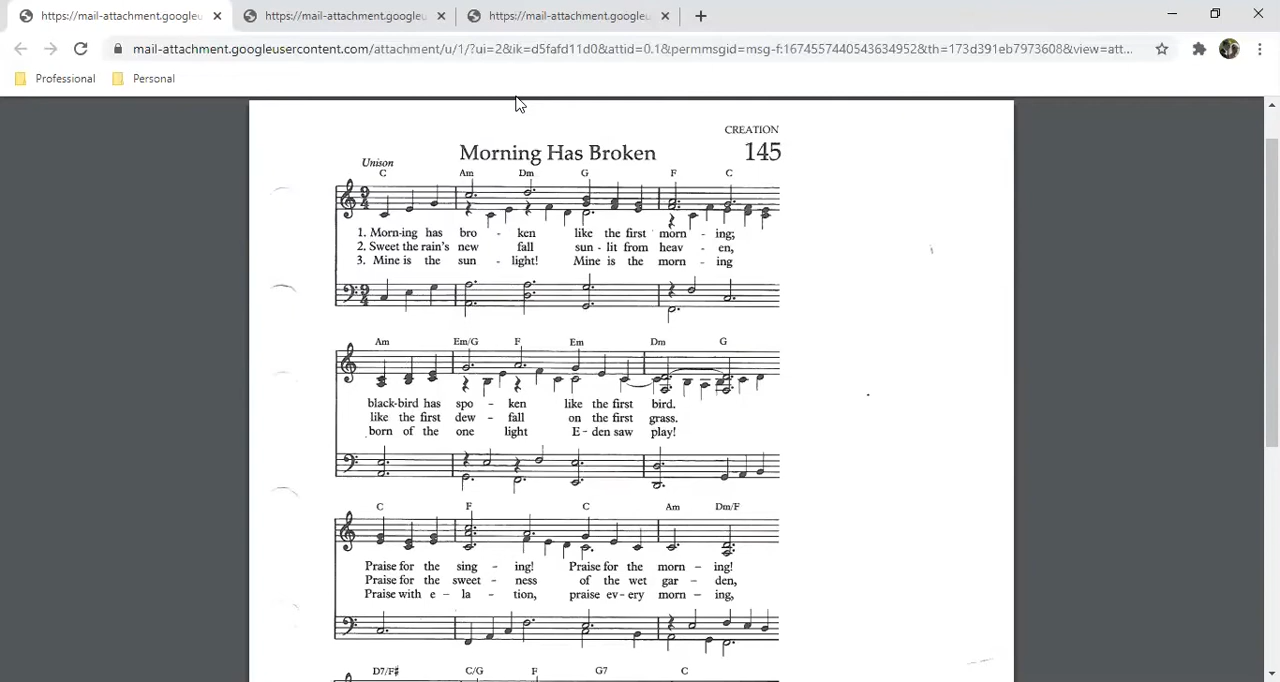 https://mail-attachment.googleu
https://mail-attachment.googleu
https://mail-attachment.googleu
mail-attachment.googleusercontent.com/attachment/u/1/?ui=2&ik=d5fafd11d0&attid=0.1&permmsgid=msg-f:1674557440543634952&th=173d391eb7973608&view=att...
Professional
Personal
CREATION
Morning Has Broken
145
Unison
C Am Dm G F C
1. Morn-ing has bro - ken like the first morn - ing;
2. Sweet the rain's new fall sun - lit from heav - en,
3. Mine is the sun - light! Mine is the morn - ing
Am Em/G F Em Dm G
black-bird has spo - ken like the first bird.
like the first dew - fall on the first grass.
born of the one light E - den saw play!
C F C Am Dm/F
Praise for the sing - ing! Praise for the morn - ing!
Praise for the sweet - ness of the wet gar - den,
Praise with e - la - tion, praise ev-ery morn - ing,
D7/F♯ C/G F G7 C